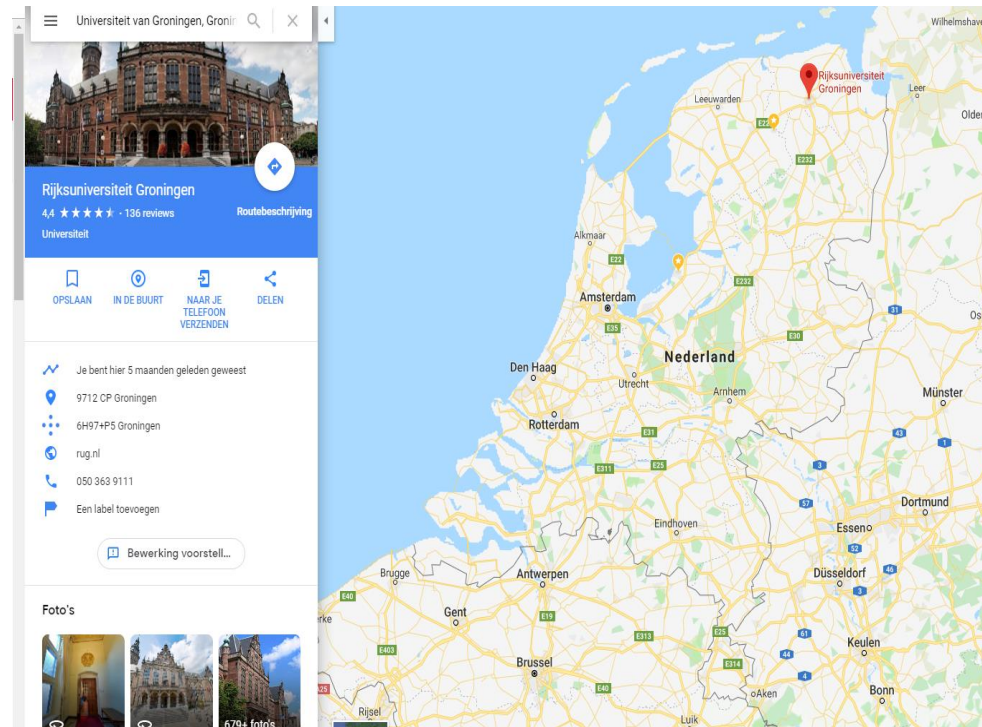 Universiteit van Groningen, Gronin
Rijksuniversiteit Groningen
4,4
· 136 reviews
Routebeschrijving
Universiteit
OPSLAAN
IN DE BUURT
NAAR JE
TELEFOON
VERZENDEN
DELEN
Je bent hier 5 maanden geleden geweest
9712 CP Groningen
6H97+P5 Groningen
rug.nl
050 363 9111
Een label toevoegen
Bewerking voorstell...
Foto's
679+ foto's
Wilhelmshave
Rijksuniversiteit
Groningen
Leeuwarden
Leer
Olde
E22
E232
Alkmaar
E22
E232
Amsterdam
E35
31
Os
E30
Nederland
Den Haag
Utrecht
Arnhem
Münster
Rotterdam
E31
43
1
E311
E25
3
57
Dortmund
Eindhoven
Essen
52
Brugge
Antwerpen
Düsseldorf
46
3
E40
Gent
E19
rke
E313
E25
61
Keulen
E403
44
Brussel
E314
4
A25
E40
Aken
Bonn
Rijsel
Luik